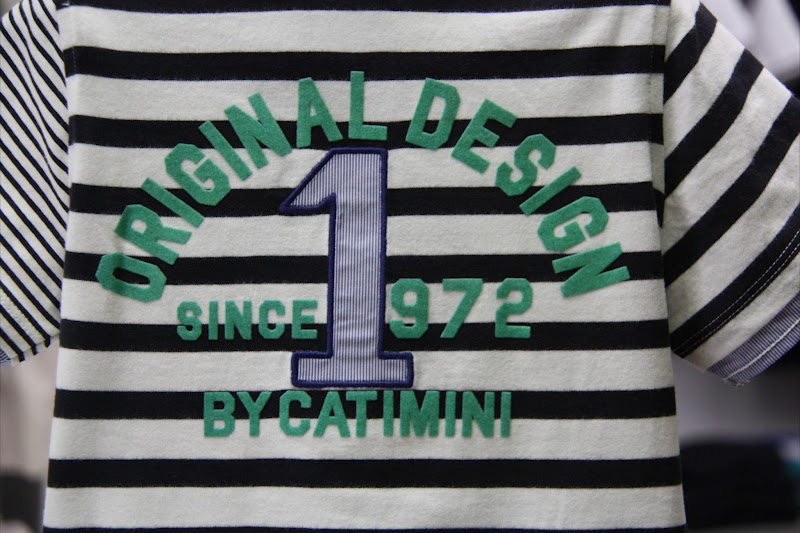 ORIGINAL DESIGN
SINCE 1972
BY CATIMINI